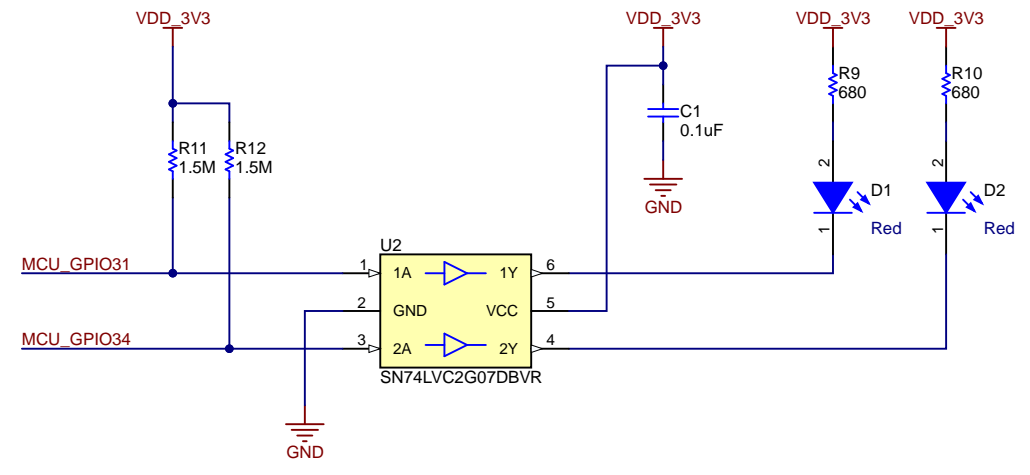 VDD_3V3
VDD_3V3
VDD_3V3
VDD_3V3
R9
680
R10
680
C1
0.1uF
R11
1.5M
R12
1.5M
2
2
D1
D2
GND
Red
Red
1
1
U2
MCU_GPIO31
1
1A
1Y
6
2
GND
VCC
5
MCU_GPIO34
3
2A
2Y
4
SN74LVC2G07DBVR
GND